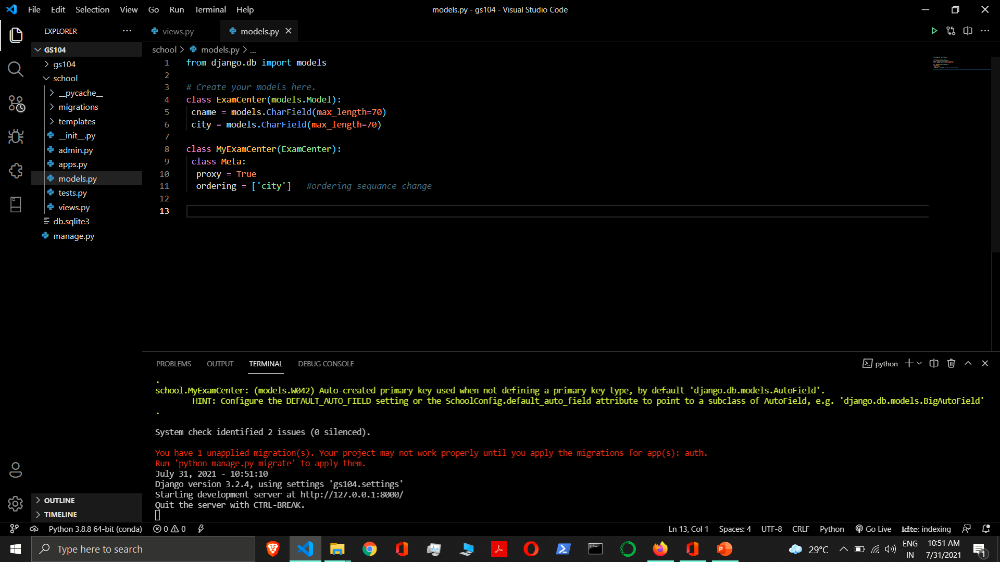 File Edit Selection View Go Run Terminal Help
models.py - gs104 - Visual Studio Code
EXPLORER
GS104
gs104
school
__pycache__
migrations
templates
__init__.py
admin.py
apps.py
models.py
tests.py
views.py
db.sqlite3
manage.py
OUTLINE
TIMELINE
views.py models.py
school > models.py > ...
1 from django.db import models
2
3 # Create your models here.
4 class ExamCenter(models.Model):
5 cname = models.CharField(max_length=70)
6 city = models.CharField(max_length=70)
7
8 class MyExamCenter(ExamCenter):
9 class Meta:
10 proxy = True
11 ordering = ['city'] #ordering sequance change
12
13
PROBLEMS OUTPUT TERMINAL DEBUG CONSOLE
python
.
school.MyExamCenter: (models.W042) Auto-created primary key used when not defining a primary key type, by default 'django.db.models.AutoField'.
HINT: Configure the DEFAULT_AUTO_FIELD setting or the SchoolConfig.default_auto_field attribute to point to a subclass of AutoField, e.g. 'django.db.models.BigAutoField'
.
System check identified 2 issues (0 silenced).
You have 1 unapplied migration(s). Your project may not work properly until you apply the migrations for app(s): auth.
Run 'python manage.py migrate' to apply them.
July 31, 2021 - 10:51:10
Django version 3.2.4, using settings 'gs104.settings'
Starting development server at http://127.0.0.1:8000/
Quit the server with CTRL-BREAK.
Python 3.8.8 64-bit (conda) 0 0
Ln 13, Col 1 Spaces: 4 UTF-8 CRLF Python Go Live kite: indexing
Type here to search
29°C
ENG
IN
10:51 AM
7/31/2021
1